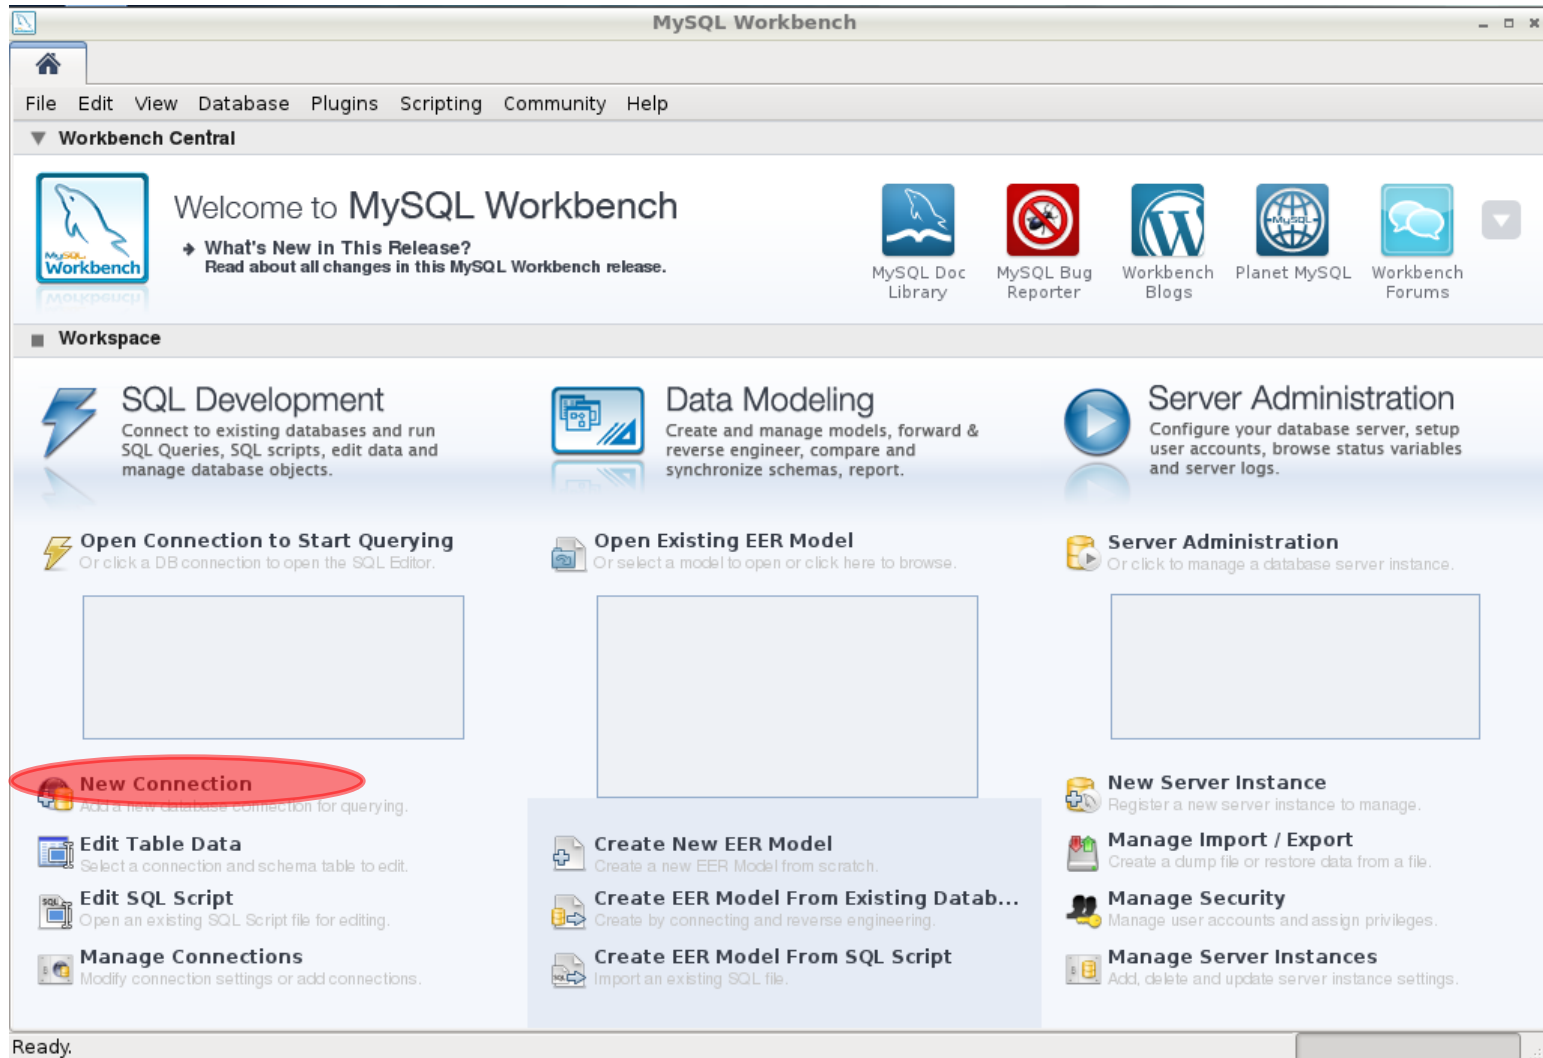 MySQL Workbench
File Edit View Database Plugins Scripting Community Help
Workbench Central
MySQL
Workbench
Welcome to MySQL Workbench
What's New in This Release?
Read about all changes in this MySQL Workbench release.
MySQL Doc
Library
MySQL Bug
Reporter
Workbench
Blogs
MySQL
Planet MySQL
Workbench
Forums
Workspace
SQL Development
Connect to existing databases and run
SQL Queries, SQL scripts, edit data and
manage database objects.
Data Modeling
Create and manage models, forward &
reverse engineer, compare and
synchronize schemas, report.
Server Administration
Configure your database server, setup
user accounts, browse status variables
and server logs.
Open Connection to Start Querying
Or click a DB connection to open the SQL Editor.
New Connection
Add a new database connection for querying.
Edit Table Data
Select a connection and schema table to edit.
SQL
Edit SQL Script
Open an existing SQL Script file for editing.
Manage Connections
Modify connection settings or add connections.
Open Existing EER Model
Or select a model to open or click here to browse.
Create New EER Model
Create a new EER Model from scratch.
Create EER Model From Existing Datab...
Create by connecting and reverse engineering.
SQL
Create EER Model From SQL Script
Import an existing SQL file.
Server Administration
Or click to manage a database server instance.
New Server Instance
Register a new server instance to manage.
Manage Import / Export
Create a dump file or restore data from a file.
Manage Security
Manage user accounts and assign privileges.
Manage Server Instances
Add, delete and update server instance settings.
Ready.